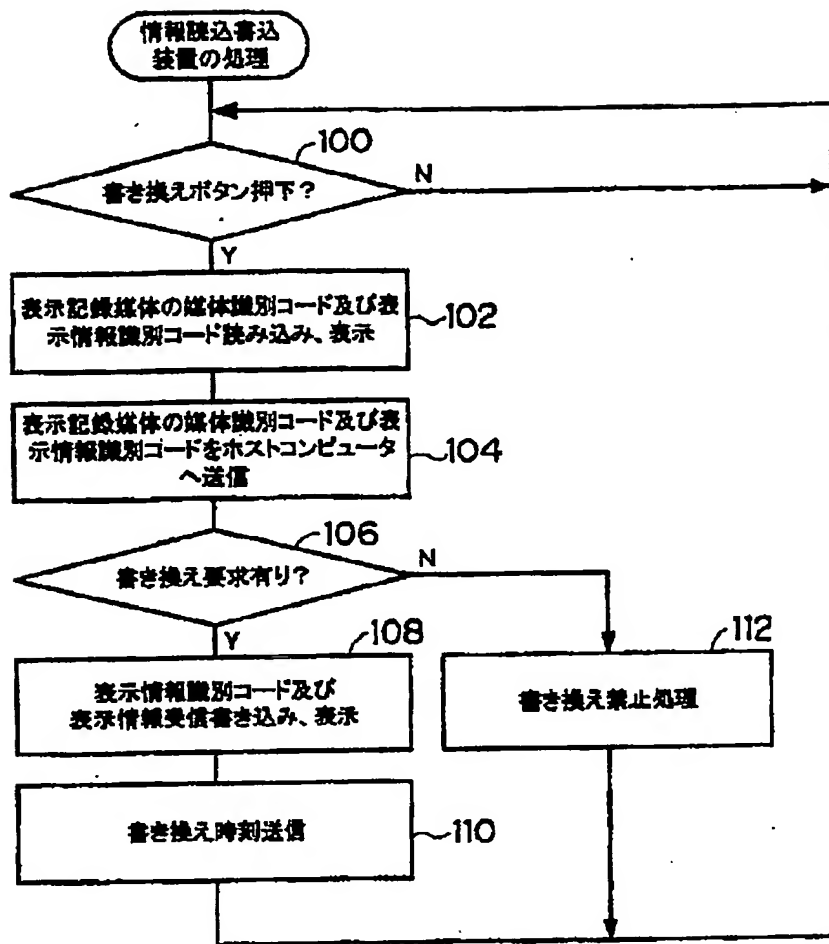 情報読込書込
装置の処理
100
書き換えボタン押下?
N
Y
表示記録媒体の媒体識別コード及び表
示情報識別コード読み込み、表示
102
表示記録媒体の媒体識別コード及び表
示情報識別コードをホストコンピュータ
へ送信
104
106
書き換え要求有り?
N
Y
108
表示情報識別コード及び
表示情報受信書き込み、表示
112
書き換え禁止処理
書き換え時刻送信
110